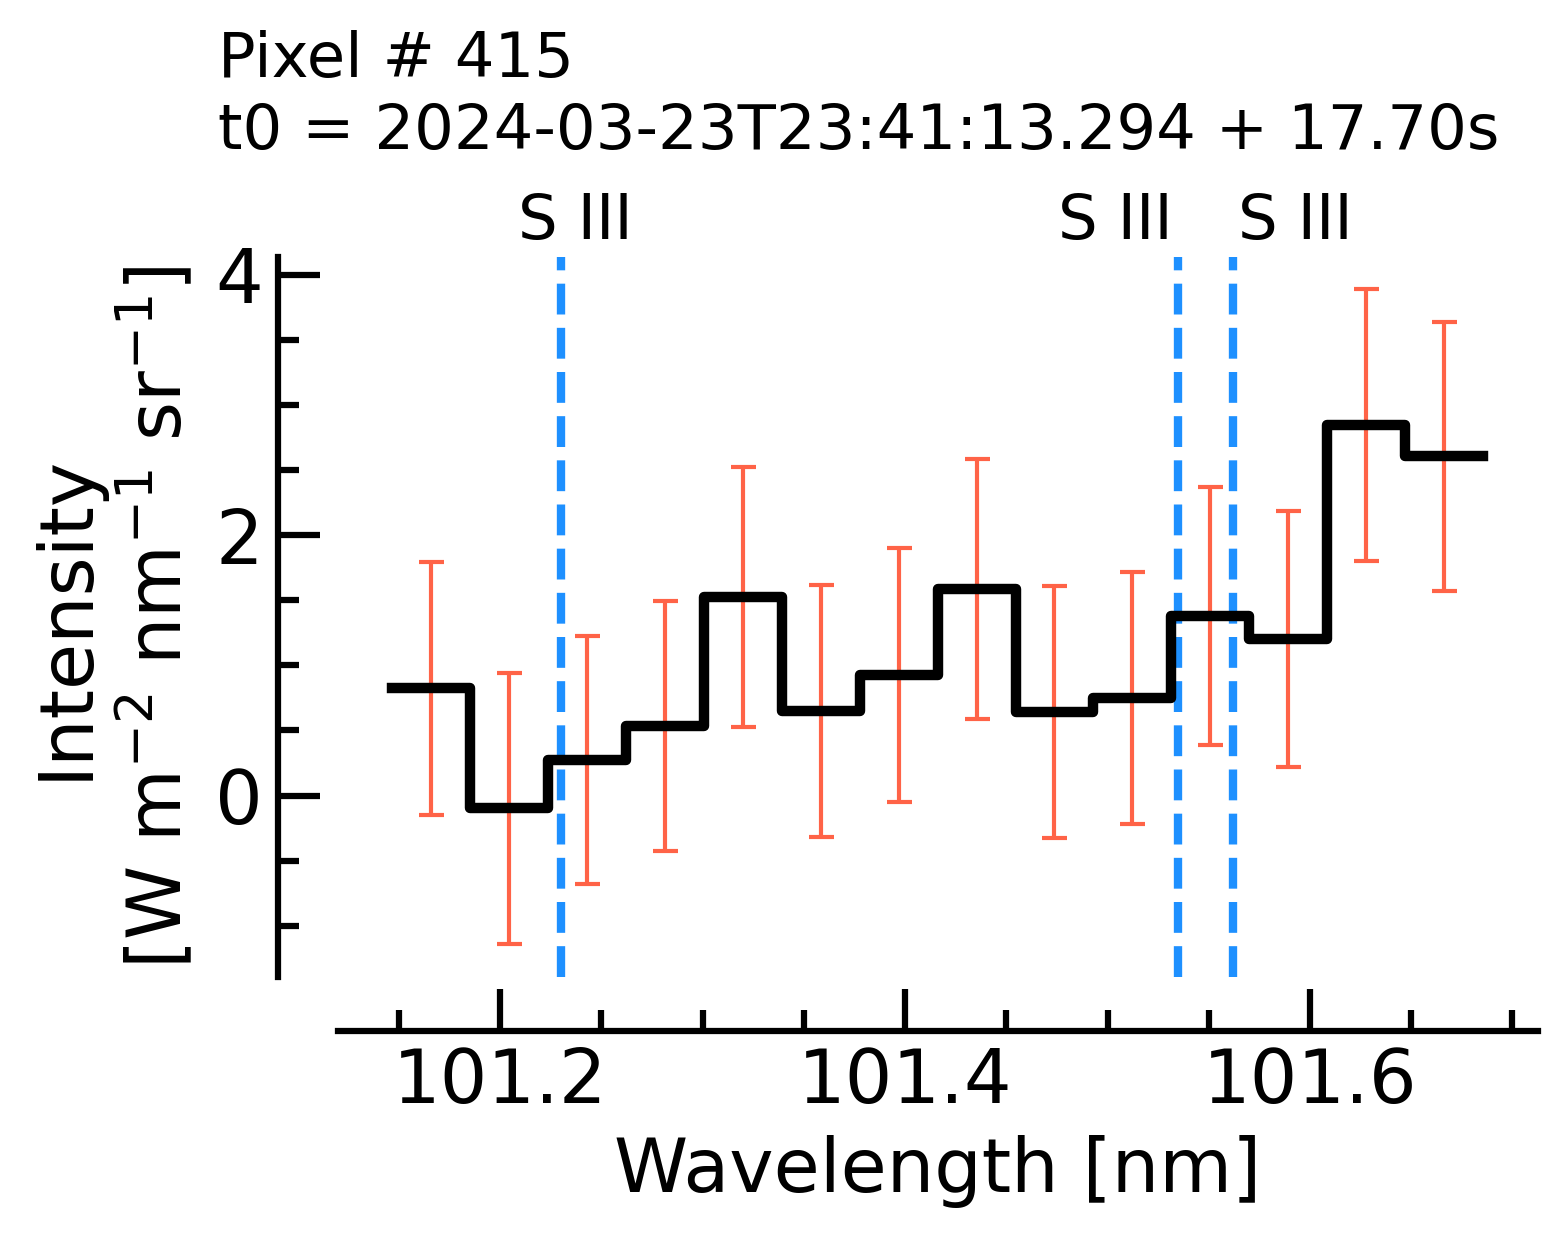 Pixel # 415
t0 = 2024-03-23T23:41:13.294 + 17.70s
S III
S III
S III
Intensity
[W m⁻² nm⁻¹ sr⁻¹]
4
2
0
101.2
101.4
101.6
Wavelength [nm]